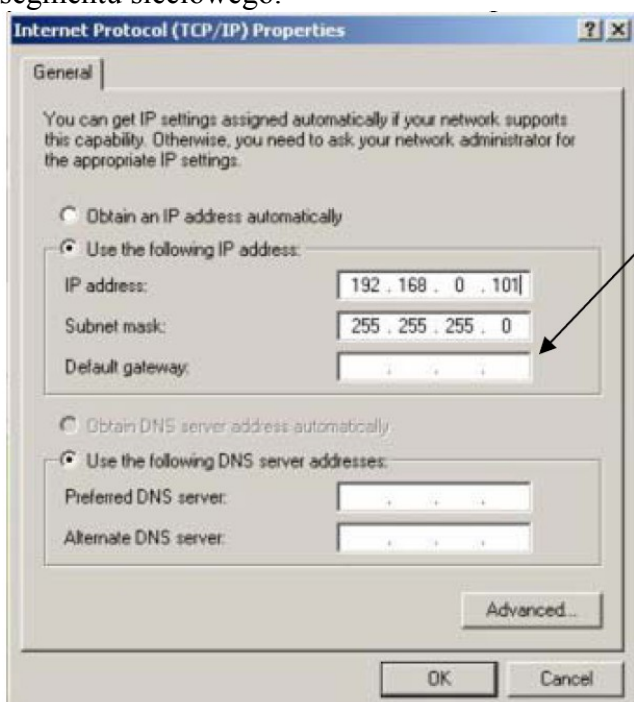 segmentu sieciowego.
Internet Protocol (TCP/IP) Properties
General
You can get IP settings assigned automatically if your network supports
this capability. Otherwise, you need to ask your network administrator for
the appropriate IP settings.
Obtain an IP address automatically
Use the following IP address:
IP address: 192 . 168 . 0 . 101
Subnet mask: 255 . 255 . 255 . 0
Default gateway: . . .
Obtain DNS server address automatically
Use the following DNS server addresses:
Preferred DNS server: . . .
Alternate DNS server: . . .
Advanced...
OK Cancel